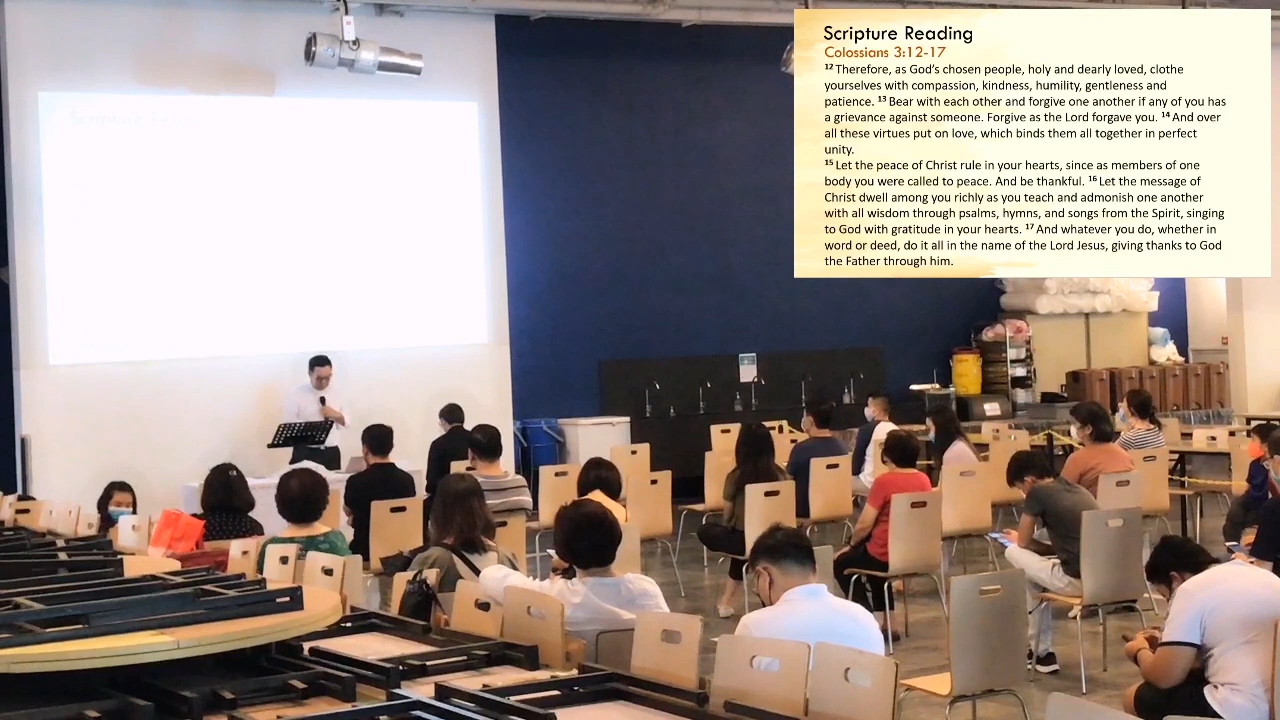 Scripture Reading
Colossians 3:12-17
¹² Therefore, as God's chosen people, holy and dearly loved, clothe
yourselves with compassion, kindness, humility, gentleness and
patience. ¹³ Bear with each other and forgive one another if any of you has
a grievance against someone. Forgive as the Lord forgave you. ¹⁴ And over
all these virtues put on love, which binds them all together in perfect
unity.
¹⁵ Let the peace of Christ rule in your hearts, since as members of one
body you were called to peace. And be thankful. ¹⁶ Let the message of
Christ dwell among you richly as you teach and admonish one another
with all wisdom through psalms, hymns, and songs from the Spirit, singing
to God with gratitude in your hearts. ¹⁷ And whatever you do, whether in
word or deed, do it all in the name of the Lord Jesus, giving thanks to God
the Father through him.